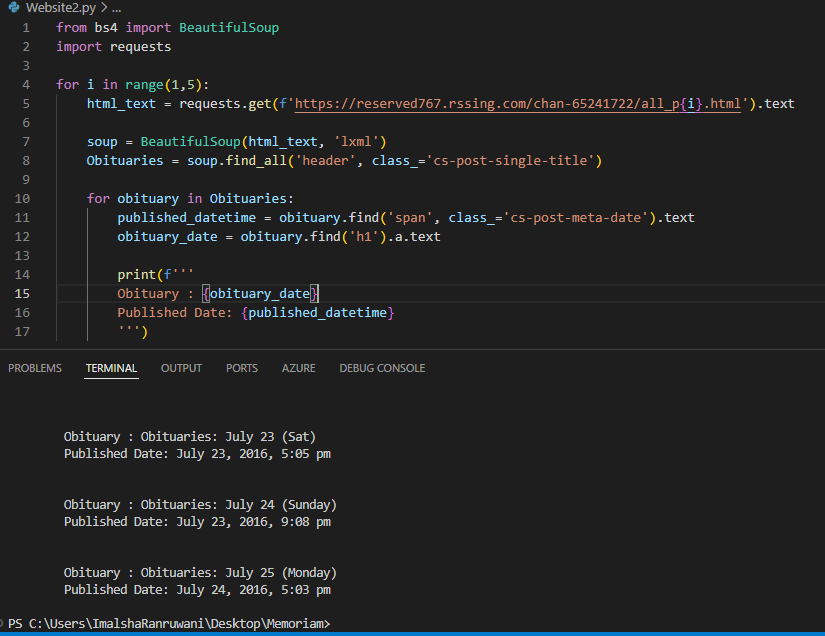 Website2.py > ...
1 from bs4 import BeautifulSoup
2 import requests
3
4 for i in range(1,5):
5     html_text = requests.get(f'https://reserved767.rssing.com/chan-65241722/all_p{i}.html').text
6
7     soup = BeautifulSoup(html_text, 'lxml')
8     Obituaries = soup.find_all('header', class_='cs-post-single-title')
9
10     for obituary in Obituaries:
11         published_datetime = obituary.find('span', class_='cs-post-meta-date').text
12         obituary_date = obituary.find('h1').a.text
13
14         print(f'''
15         Obituary : {obituary_date}
16         Published Date: {published_datetime}
17         ''')
PROBLEMS TERMINAL OUTPUT PORTS AZURE DEBUG CONSOLE
Obituary : Obituaries: July 23 (Sat)
Published Date: July 23, 2016, 5:05 pm
Obituary : Obituaries: July 24 (Sunday)
Published Date: July 23, 2016, 9:08 pm
Obituary : Obituaries: July 25 (Monday)
Published Date: July 24, 2016, 5:03 pm
PS C:\Users\ImalshaRanruwani\Desktop\Memoriam>